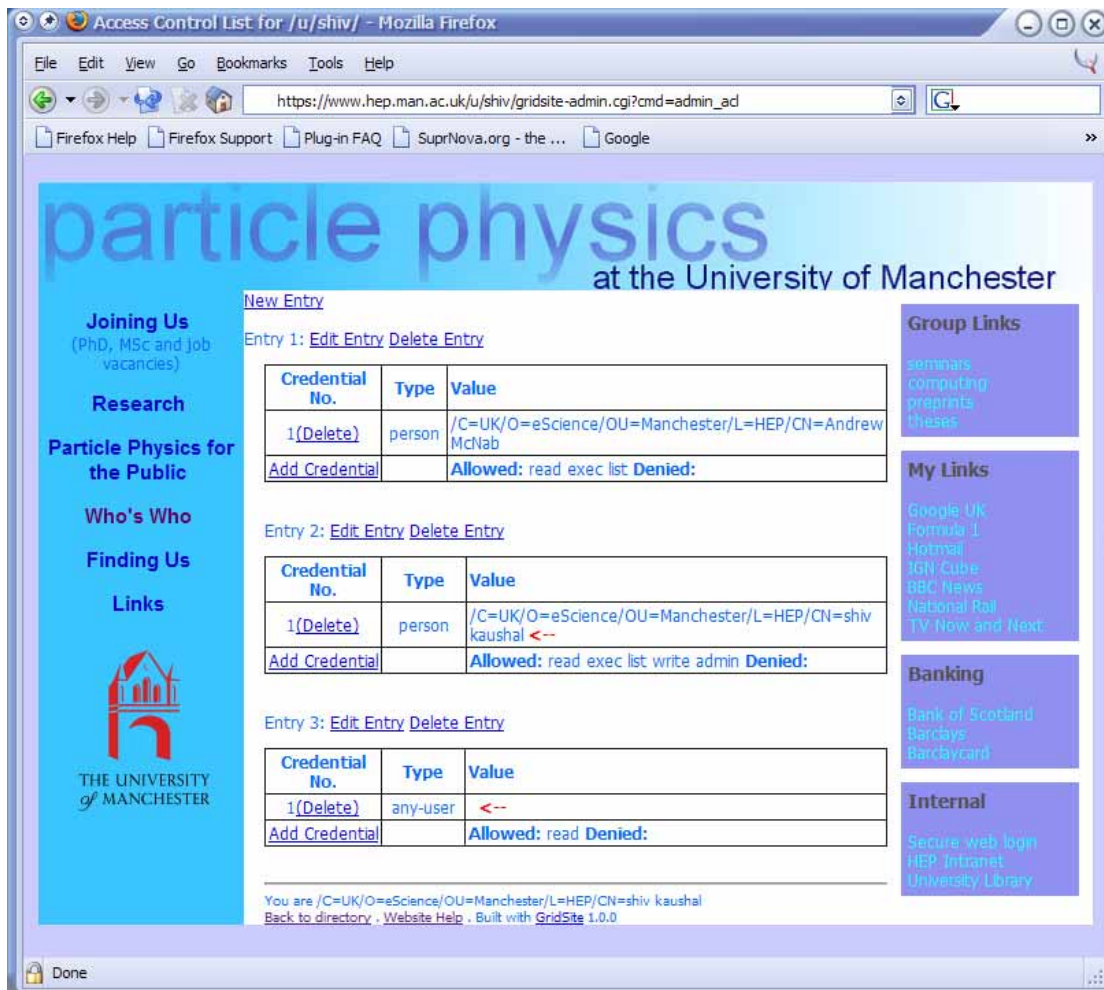 Access Control List for /u/shiv/ - Mozilla Firefox
File Edit View Go Bookmarks Tools Help
https://www.hep.man.ac.uk/u/shiv/gridsite-admin.cgi?cmd=admin_acl
G
Firefox Help Firefox Support Plug-in FAQ SuprNova.org - the ... Google »
particle physics
at the University of Manchester
Joining Us
(PhD, MSc and job
vacancies)
Research
Particle Physics for
the Public
Who's Who
Finding Us
Links
THE UNIVERSITY
of MANCHESTER
New Entry
Entry 1: Edit Entry Delete Entry
Credential
No.
Type
Value
1(Delete)
person
/C=UK/O=eScience/OU=Manchester/L=HEP/CN=Andrew
McNab
Add Credential
Allowed: read exec list Denied:
Entry 2: Edit Entry Delete Entry
Credential
No.
Type
Value
1(Delete)
person
/C=UK/O=eScience/OU=Manchester/L=HEP/CN=shiv
kaushal <--
Add Credential
Allowed: read exec list write admin Denied:
Entry 3: Edit Entry Delete Entry
Credential
No.
Type
Value
1(Delete)
any-user
<--
Add Credential
Allowed: read Denied:
You are /C=UK/O=eScience/OU=Manchester/L=HEP/CN=shiv kaushal
Back to directory . Website Help . Built with GridSite 1.0.0
Group Links
seminars
computing
preprints
theses
My Links
Google UK
Formula 1
Hotmail
IGN Cube
BBC News
National Rail
TV Now and Next
Banking
Bank of Scotland
Barclays
Barclaycard
Internal
Secure web login
HEP Intranet
University Library
Done